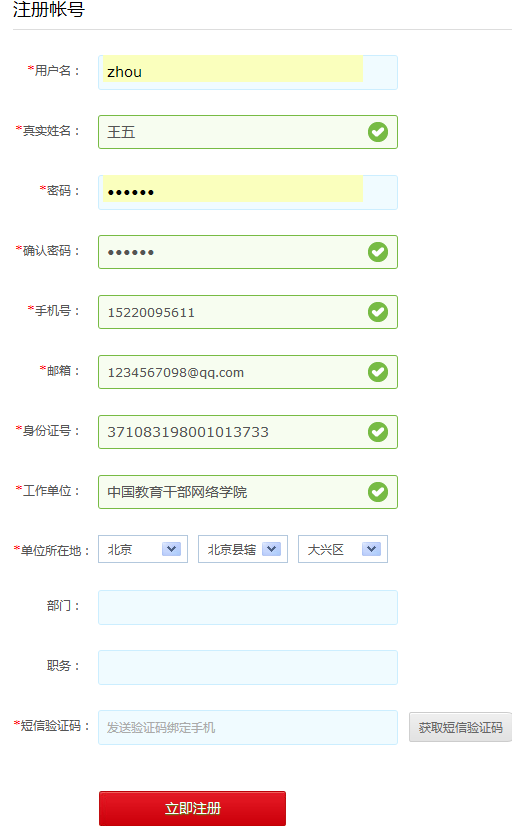 注册帐号
*用户名： zhou
*真实姓名： 王五
*密码： ••••••
*确认密码： ••••••
*手机号： 15220095611
*邮箱： 1234567098@qq.com
*身份证号： 371083198001013733
*工作单位： 中国教育干部网络学院
*单位所在地： 北京 北京县辖 大兴区
部门：
职务：
*短信验证码： 发送验证码绑定手机 获取短信验证码
立即注册